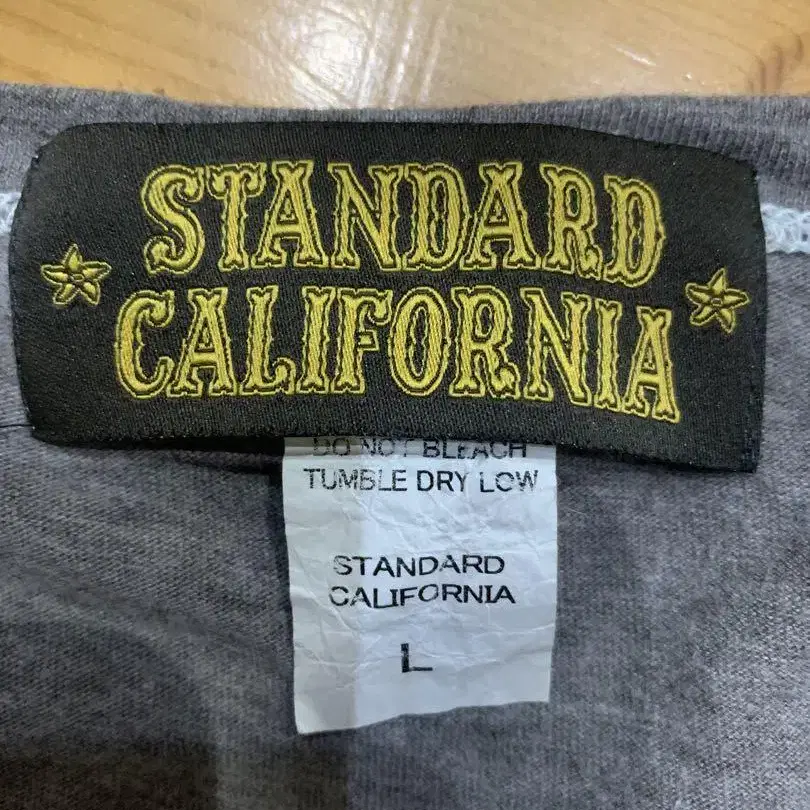 STANDARD
CALIFORNIA
DO NOT BLEACH
TUMBLE DRY LOW
STANDARD
CALIFORNIA
L